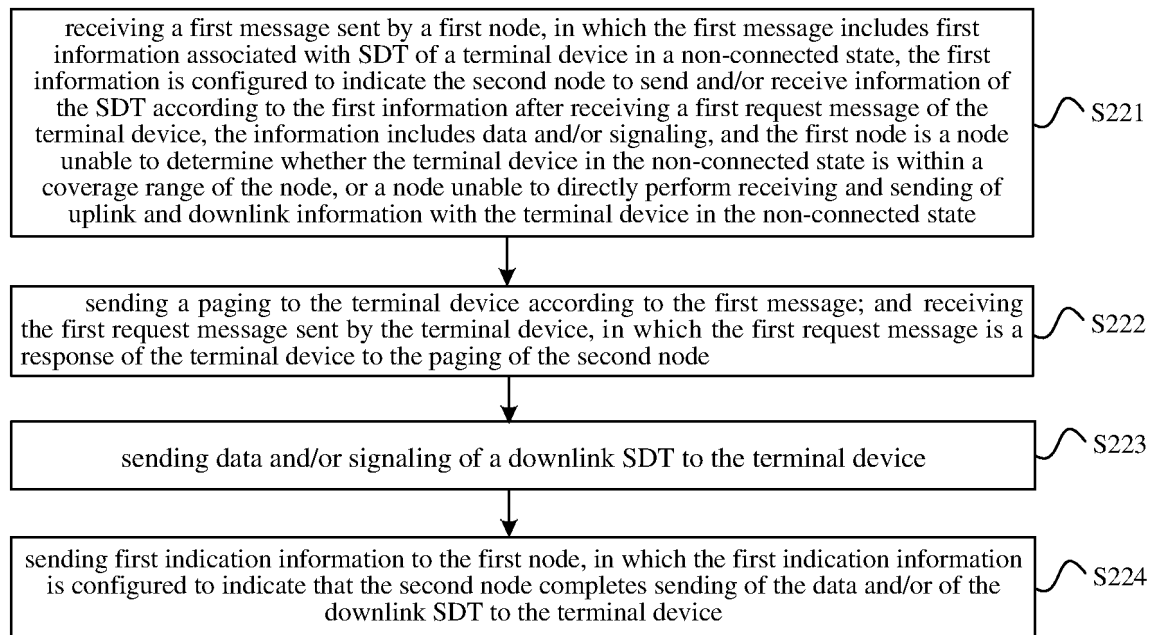 receiving a first message sent by a first node, in which the first message includes first
information associated with SDT of a terminal device in a non-connected state, the first
information is configured to indicate the second node to send and/or receive information of
the SDT according to the first information after receiving a first request message of the
terminal device, the information includes data and/or signaling, and the first node is a node
unable to determine whether the terminal device in the non-connected state is within a
coverage range of the node, or a node unable to directly perform receiving and sending of
uplink and downlink information with the terminal device in the non-connected state
S221
sending a paging to the terminal device according to the first message; and receiving
the first request message sent by the terminal device, in which the first request message is a
response of the terminal device to the paging of the second node
S222
sending data and/or signaling of a downlink SDT to the terminal device
S223
sending first indication information to the first node, in which the first indication information
is configured to indicate that the second node completes sending of the data and/or of the
downlink SDT to the terminal device
S224